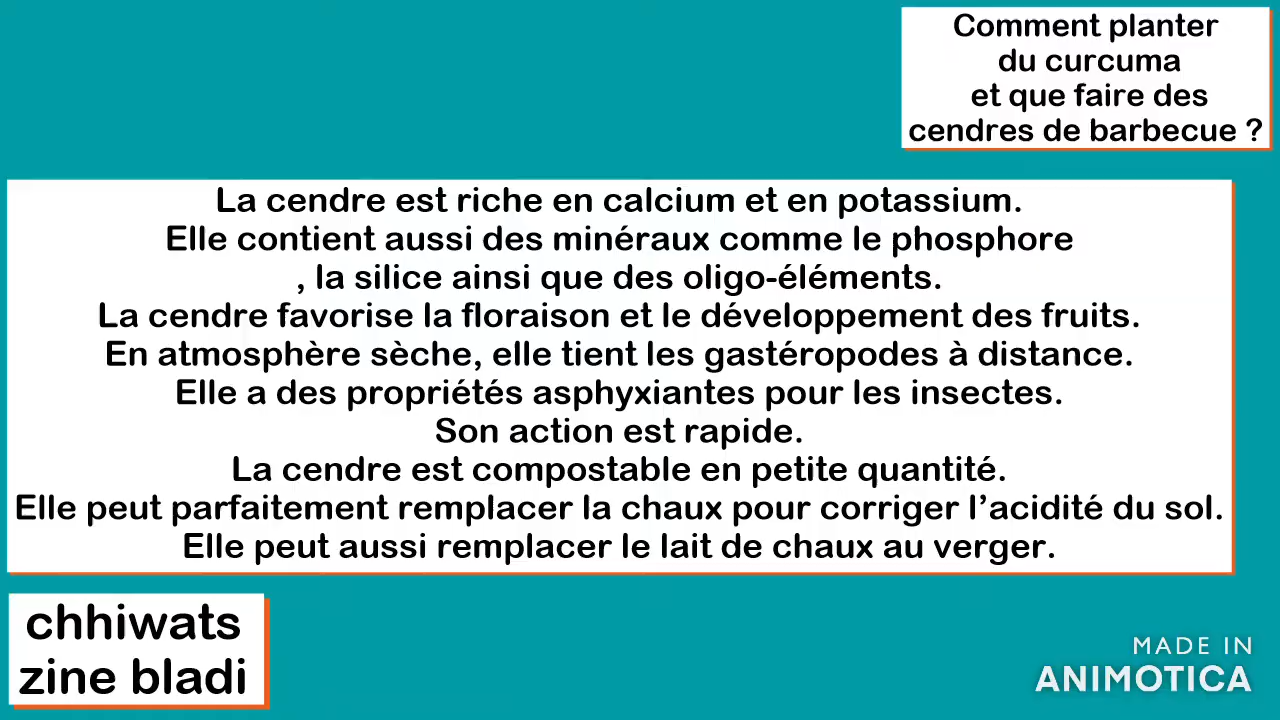 Comment planter
du curcuma
et que faire des
cendres de barbecue ?
La cendre est riche en calcium et en potassium.
Elle contient aussi des minéraux comme le phosphore
, la silice ainsi que des oligo-éléments.
La cendre favorise la floraison et le développement des fruits.
En atmosphère sèche, elle tient les gastéropodes à distance.
Elle a des propriétés asphyxiantes pour les insectes.
Son action est rapide.
La cendre est compostable en petite quantité.
Elle peut parfaitement remplacer la chaux pour corriger l’acidité du sol.
Elle peut aussi remplacer le lait de chaux au verger.
chhiwats
zine bladi
MADE IN
ANIMOTICA